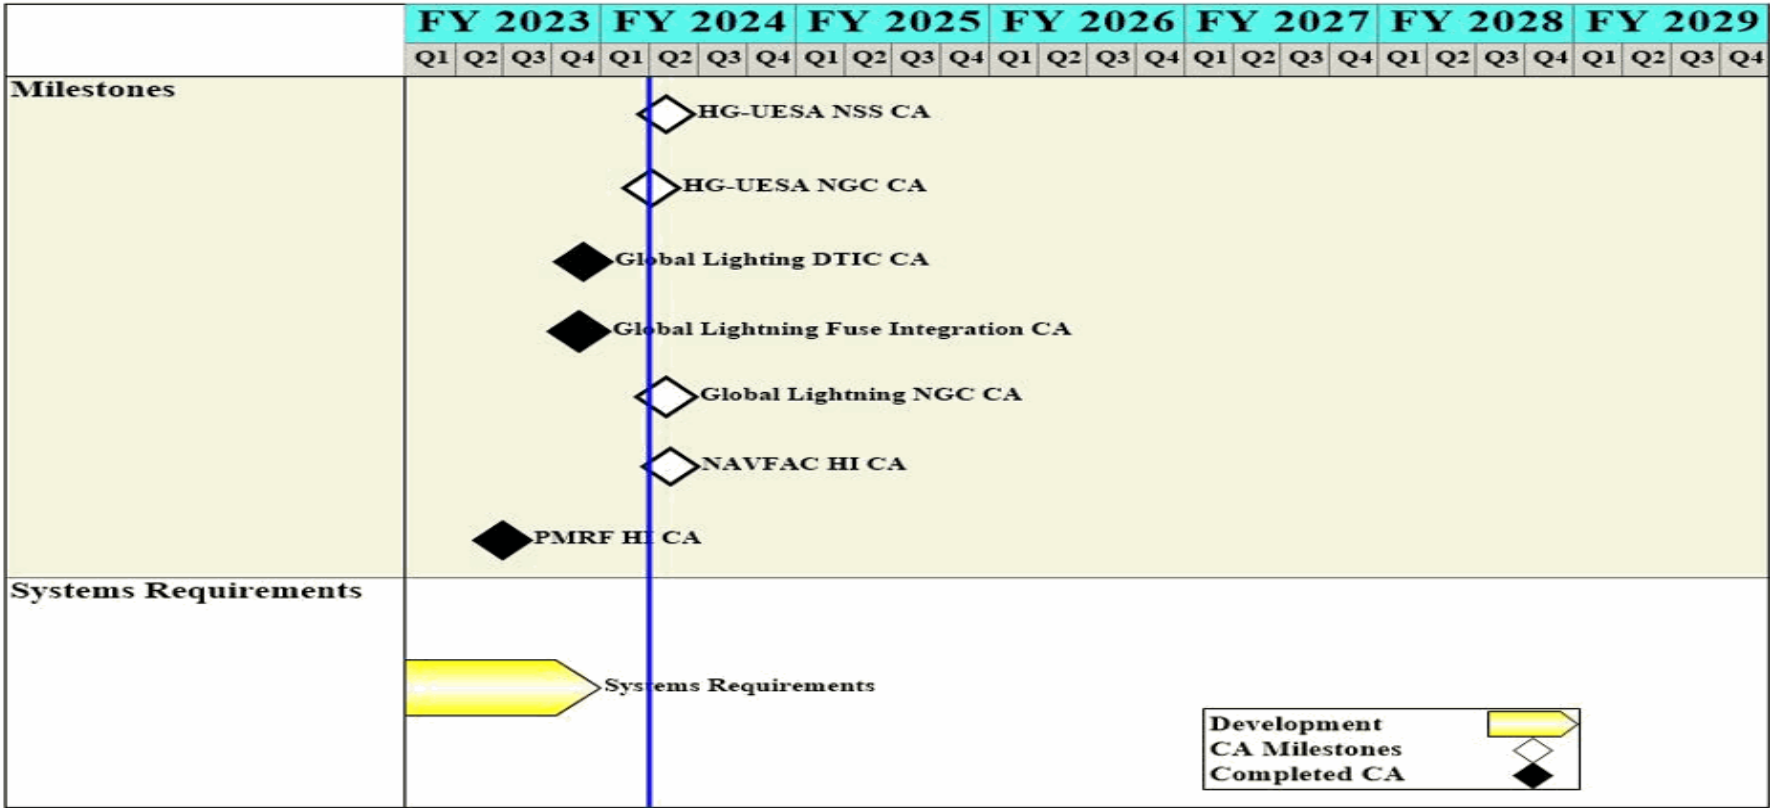 FY 2023 FY 2024 FY 2025 FY 2026 FY 2027 FY 2028 FY 2029
Q1 Q2 Q3 Q4 Q1 Q2 Q3 Q4 Q1 Q2 Q3 Q4 Q1 Q2 Q3 Q4 Q1 Q2 Q3 Q4 Q1 Q2 Q3 Q4 Q1 Q2 Q3 Q4
Milestones
HG-UESA NSS CA
HG-UESA NGC CA
Global Lighting DTIC CA
Global Lightning Fuse Integration CA
Global Lightning NGC CA
NAVFAC HI CA
PMRF HI CA
Systems Requirements
Systems Requirements
Development
CA Milestones
Completed CA